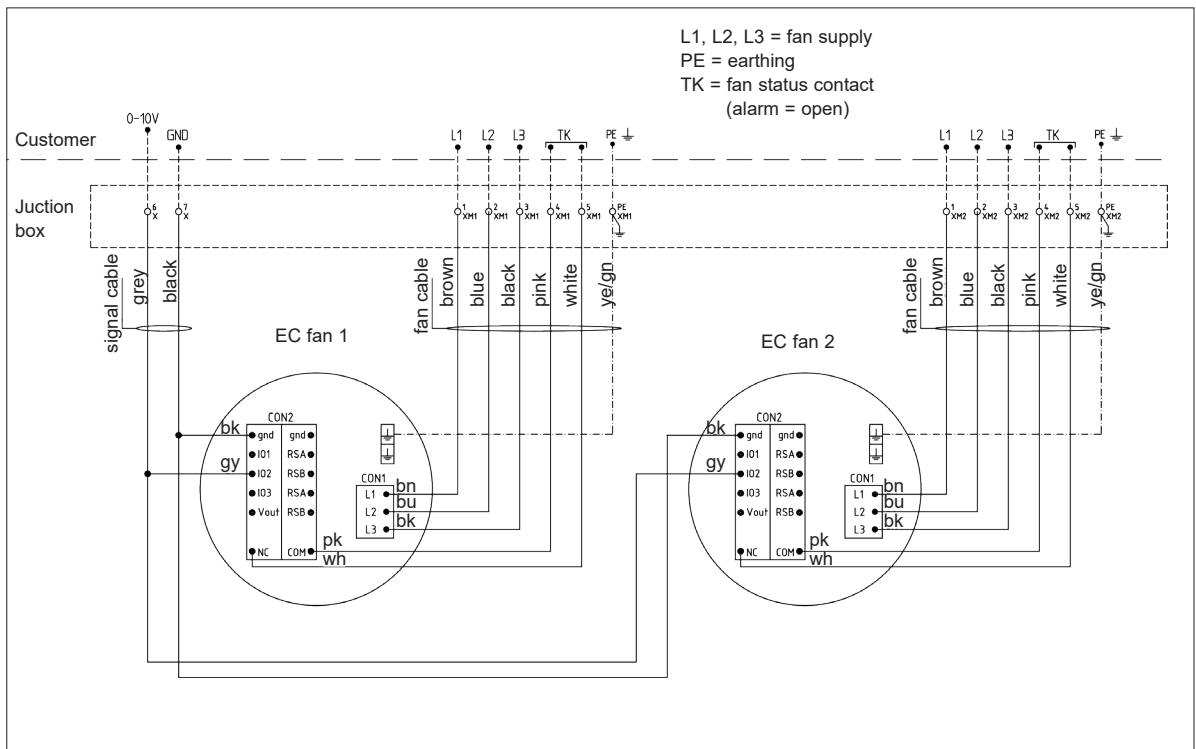 L1, L2, L3 = fan supply
PE = earthing
TK = fan status contact
(alarm = open)
0-10V
GND
L1 L2 L3 TK PE
L1 L2 L3 TK PE
Customer
Juction
box
6 X
7 X
1 XM1
2 XM1
3 XM1
4 XM1
5 XM1
PE XM1
1 XM2
2 XM2
3 XM2
4 XM2
5 XM2
PE XM2
signal cable
grey
black
fan cable
brown
blue
black
pink
white
ye/gn
fan cable
brown
blue
black
pink
white
ye/gn
EC fan 1
CON2
bk
gnd gnd
IO1 RSA
gy
IO2 RSB
IO3 RSA
Vout RSB
NC COM
CON1
L1 bn
L2 bu
L3 bk
pk
wh
EC fan 2
CON2
bk
gnd gnd
IO1 RSA
gy
IO2 RSB
IO3 RSA
Vout RSB
NC COM
CON1
L1 bn
L2 bu
L3 bk
pk
wh